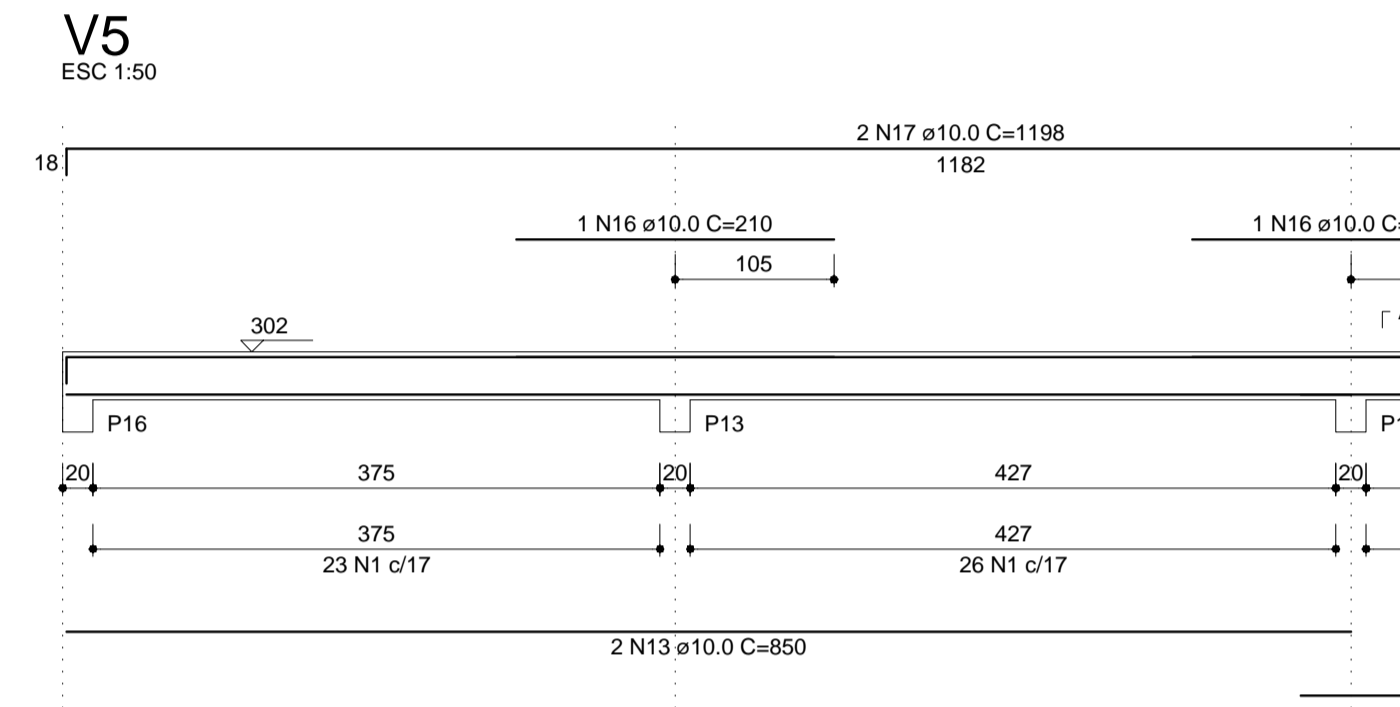 V5
ESC 1:50
2 N17 ø10.0 C=1198
18
1182
1 N16 ø10.0 C=210
1 N16 ø10.0 C=
105
302
P16
P13
20
375
20
427
20
375
427
23 N1 c/17
26 N1 c/17
2 N13 ø10.0 C=850